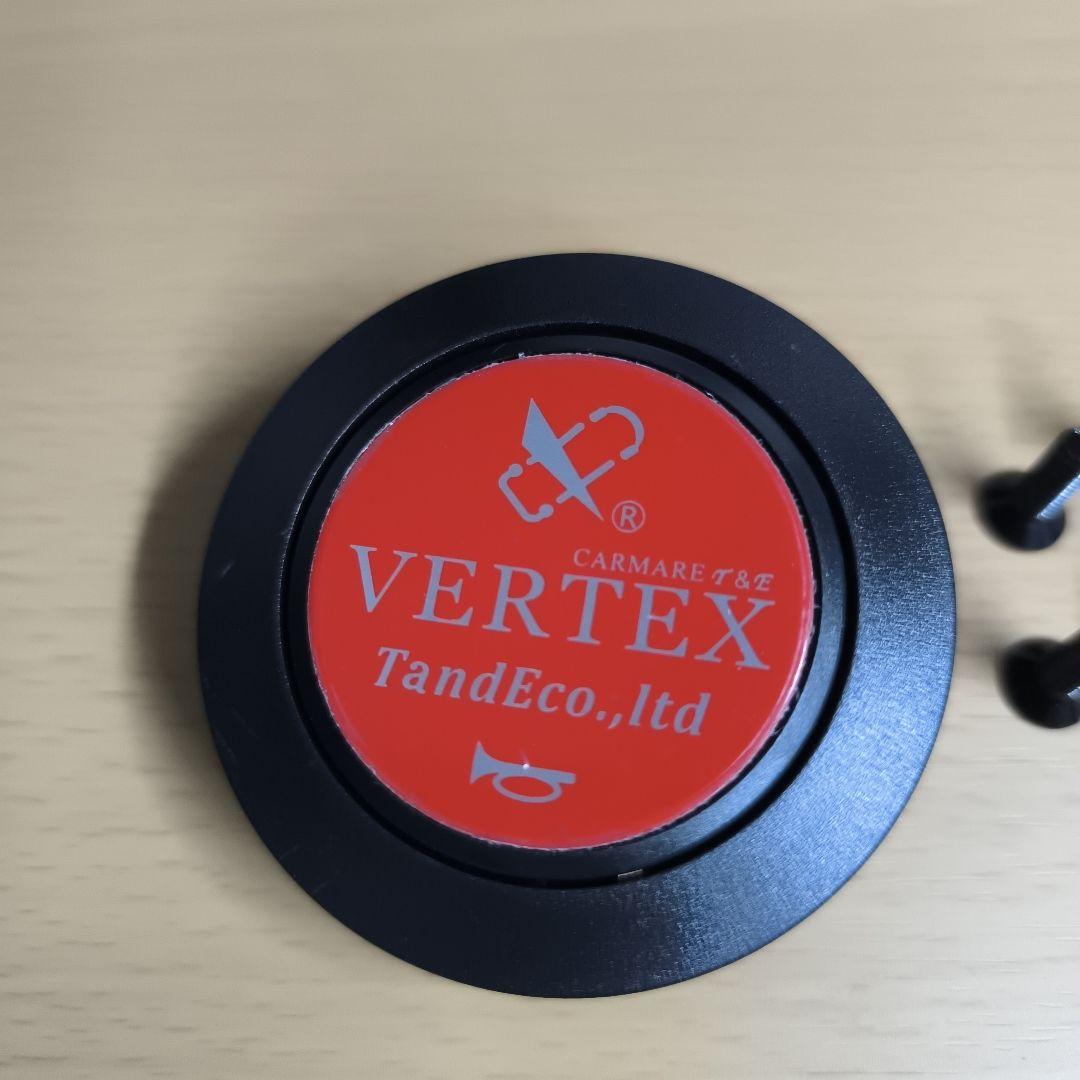 ®
CARMARE T&E
VERTEX
TandEco.,ltd